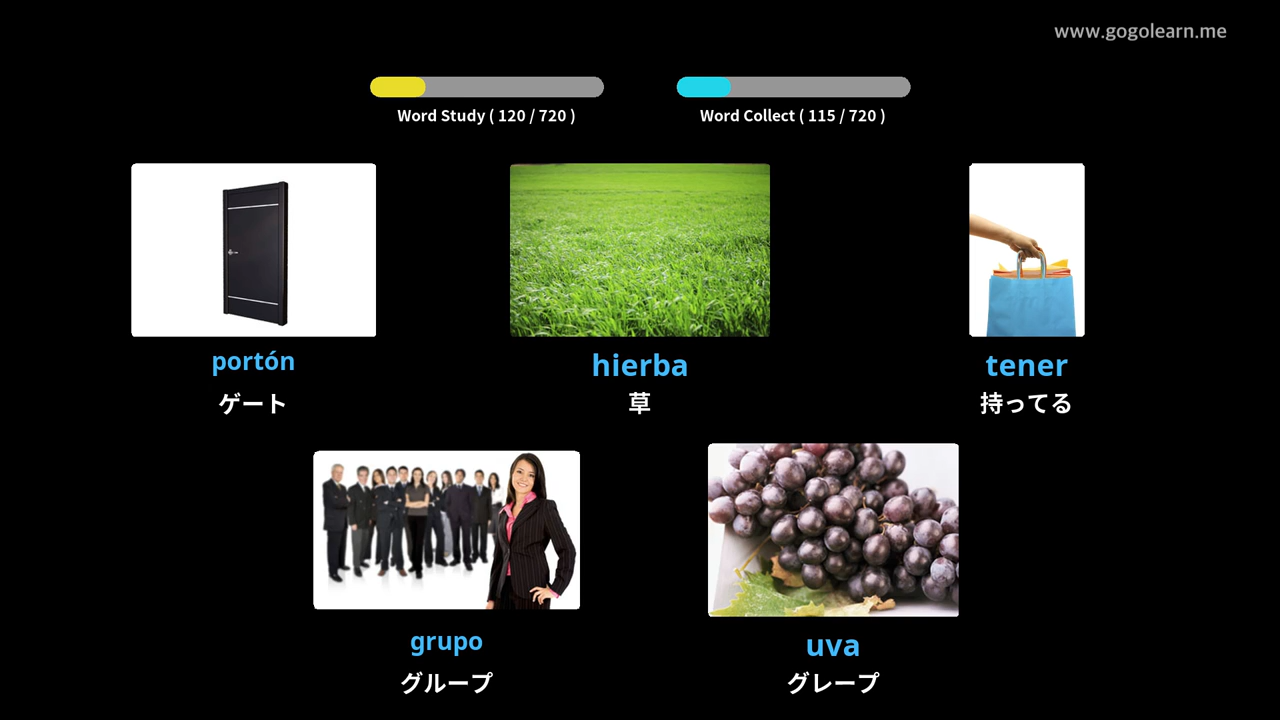 www.gogolearn.me
Word Study ( 120 / 720 )
Word Collect ( 115 / 720 )
portón
ゲート
hierba
草
tener
持ってる
grupo
グループ
uva
グレープ